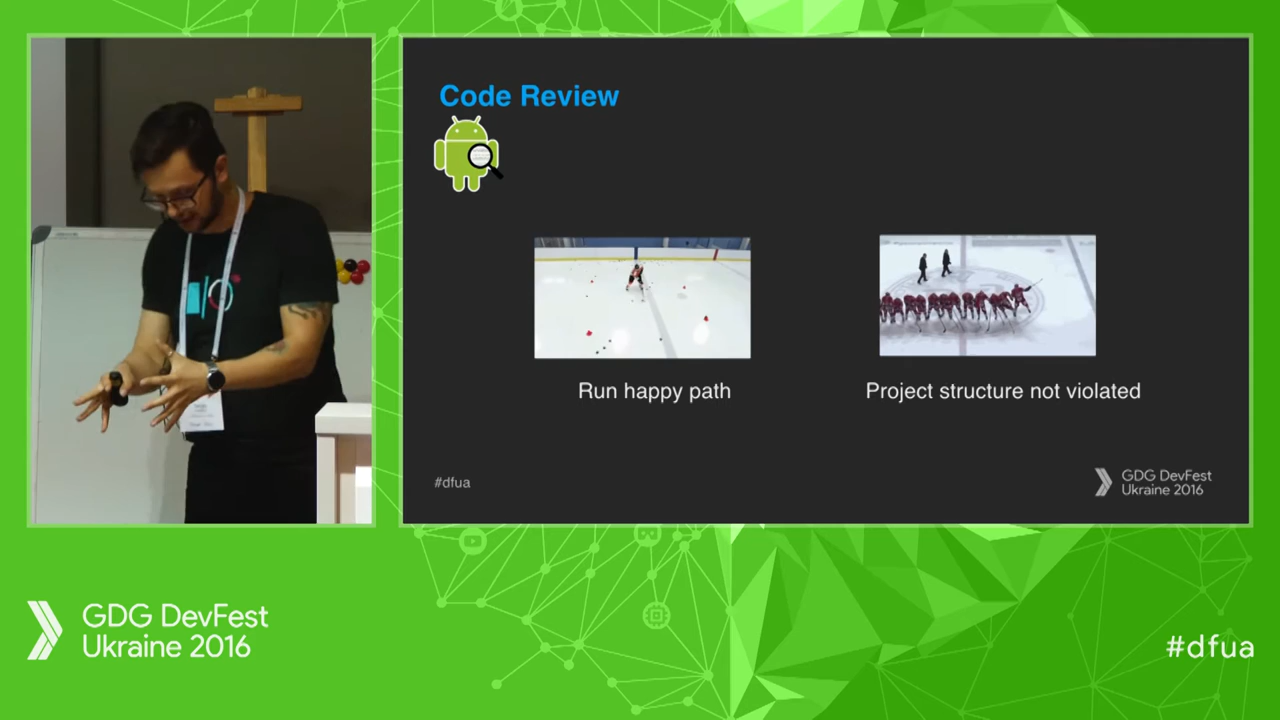 Code Review
Run happy path
Project structure not violated
#dfua
GDG DevFest
Ukraine 2016
GDG DevFest
Ukraine 2016
#dfua
I/O